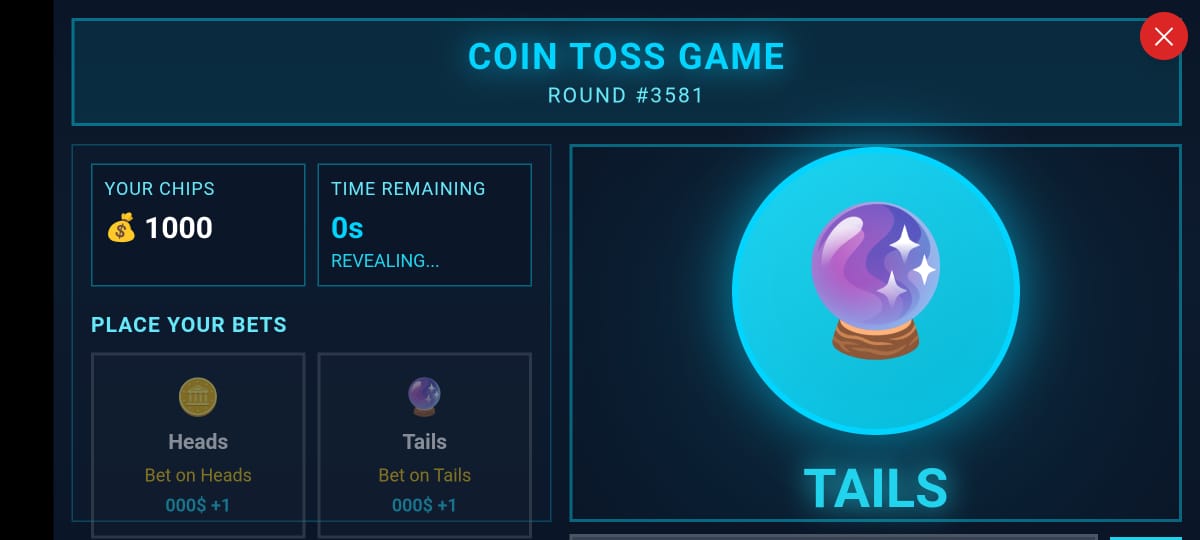 COIN TOSS GAME
ROUND #3581
YOUR CHIPS
1000
TIME REMAINING
0s
REVEALING...
PLACE YOUR BETS
Heads
Bet on Heads
000$ +1
Tails
Bet on Tails
000$ +1
TAILS